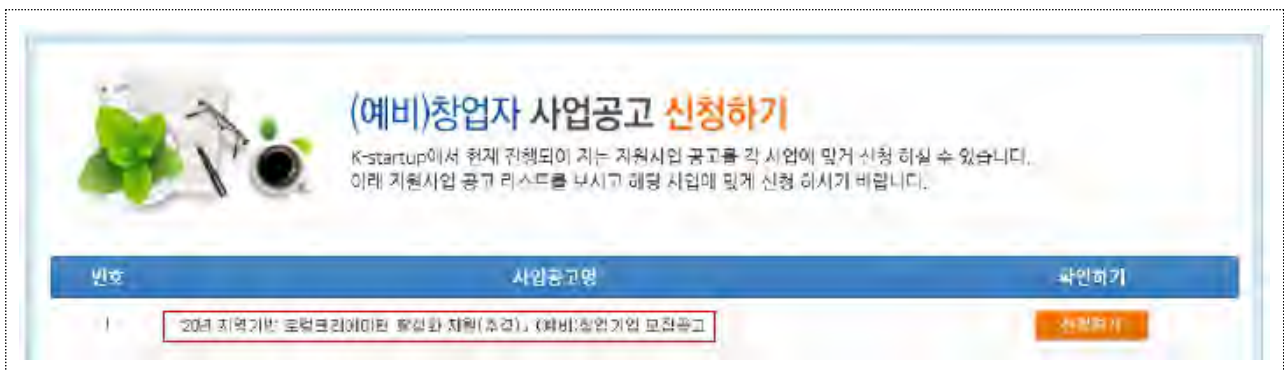 (예비)창업자 사업공고 신청하기
K-startup에서 현재 진행되어 지는 지원사업 공고를 각 사업에 맞게 신청 하실 수 있습니다.
아래 지원사업 공고 리스트를 보시고 해당 사업에 맞게 신청 하시기 바랍니다.
번호 사업공고명 확인하기
1 '20년 지역기반 로컬크리에이터 활성화 지원(추경)」 (예비)창업기업 모집공고 신청하기